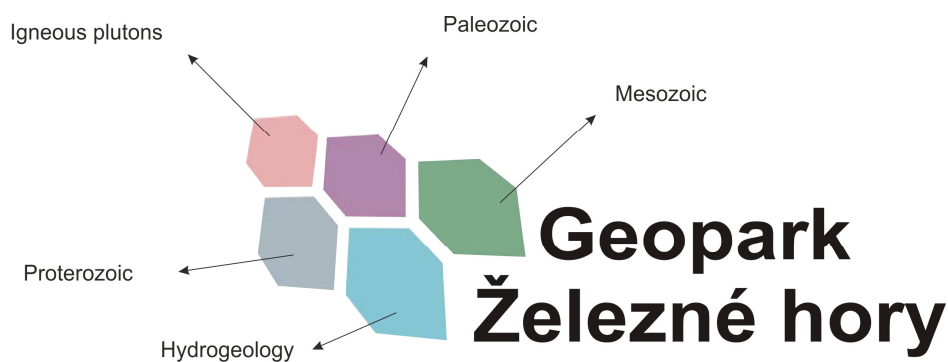 Igneous plutons
Paleozoic
Mesozoic
Geopark
Železné hory
Proterozoic
Hydrogeology